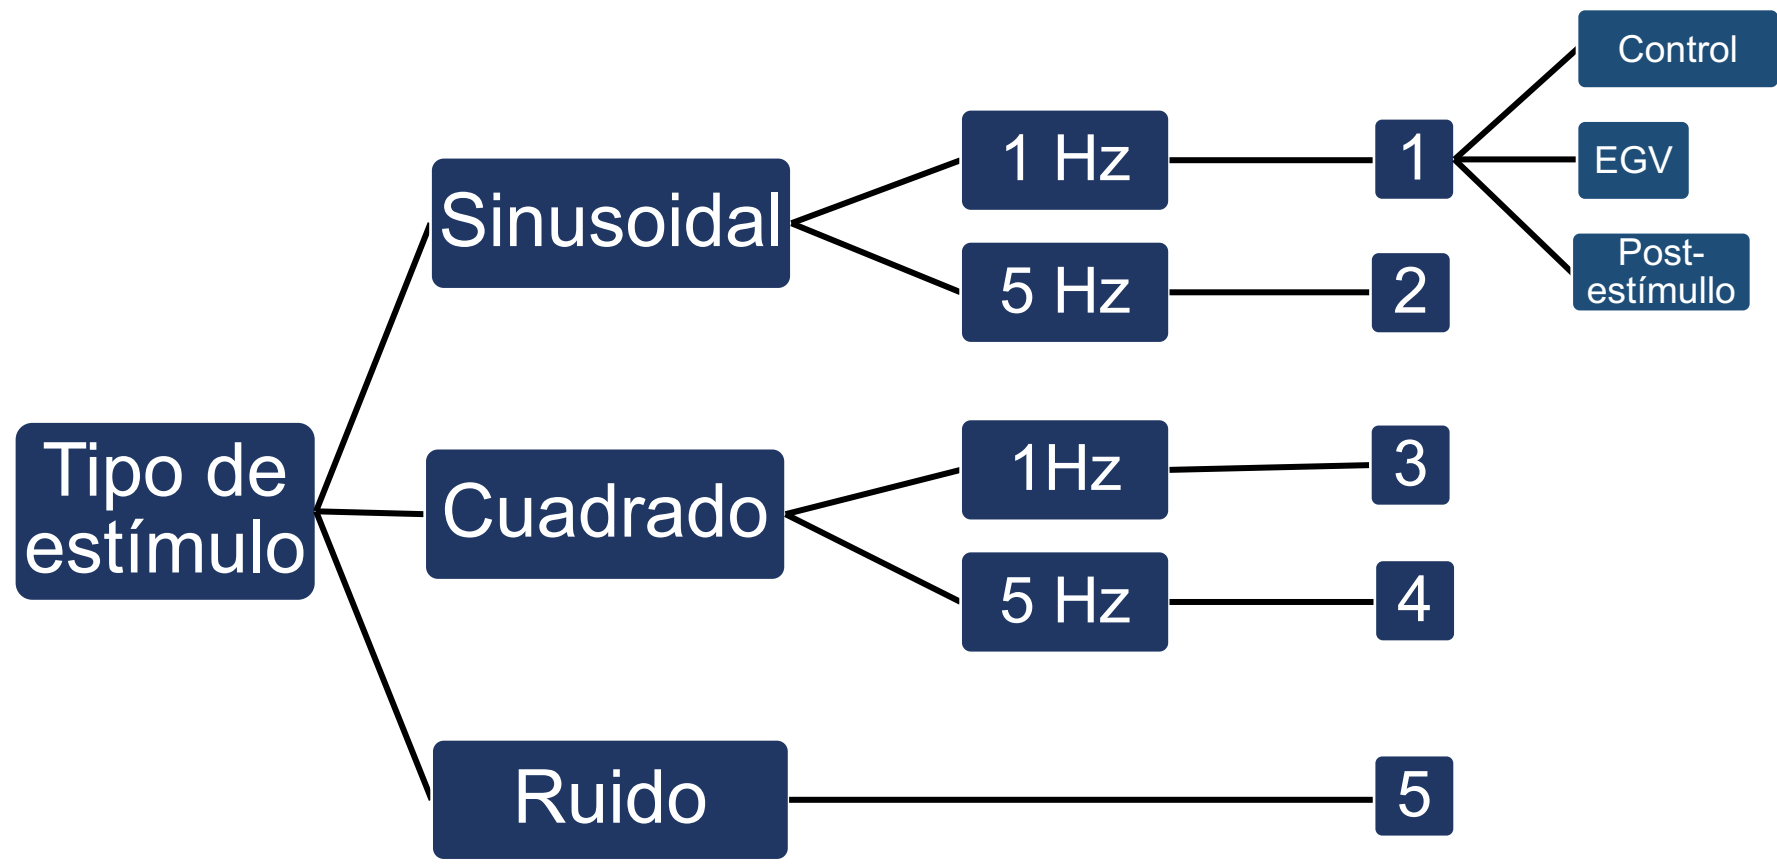 Tipo de
estímulo
Sinusoidal
1 Hz
1
Control
EGV
Post-
estímullo
5 Hz
2
Cuadrado
1Hz
3
5 Hz
4
Ruido
5